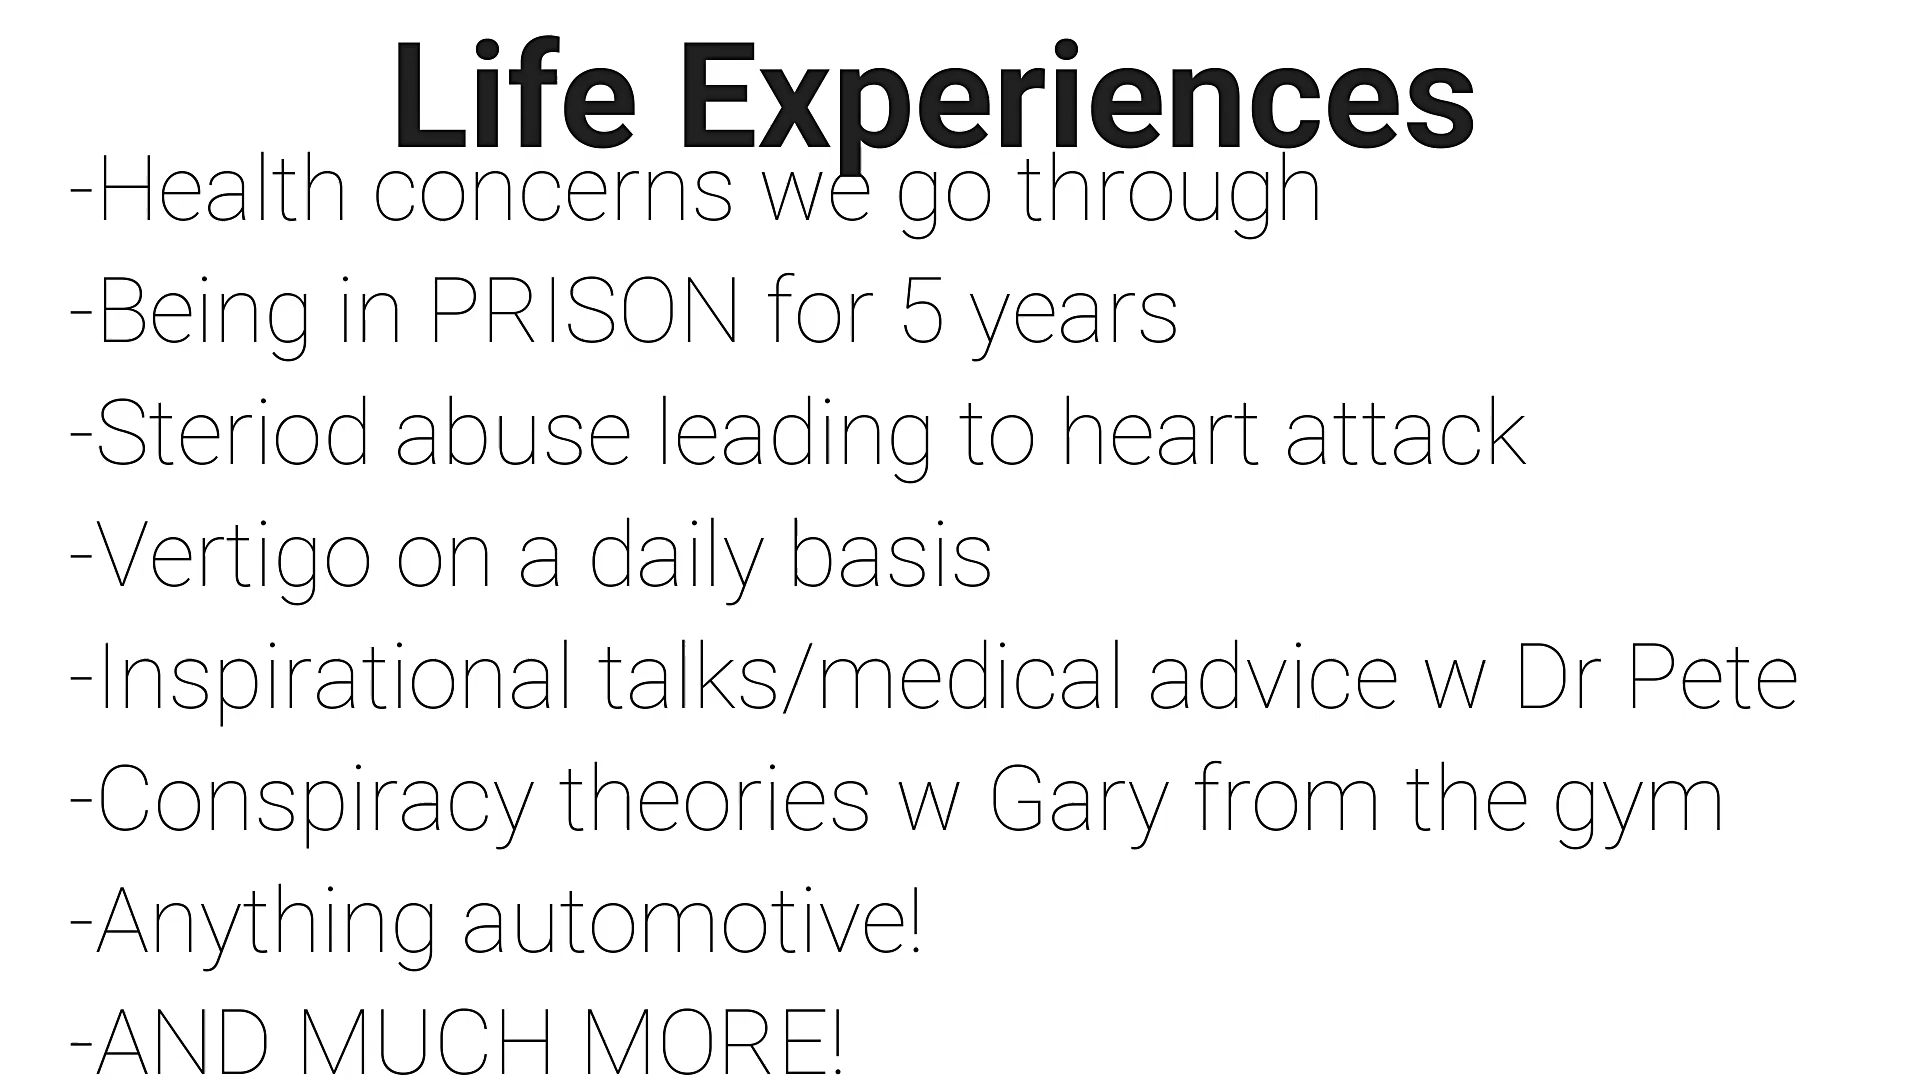 Life Experiences
-Health concerns we go through
-Being in PRISON for 5 years
-Steriod abuse leading to heart attack
-Vertigo on a daily basis
-Inspirational talks/medical advice w Dr Pete
-Conspiracy theories w Gary from the gym
-Anything automotive!
-AND MUCH MORE!